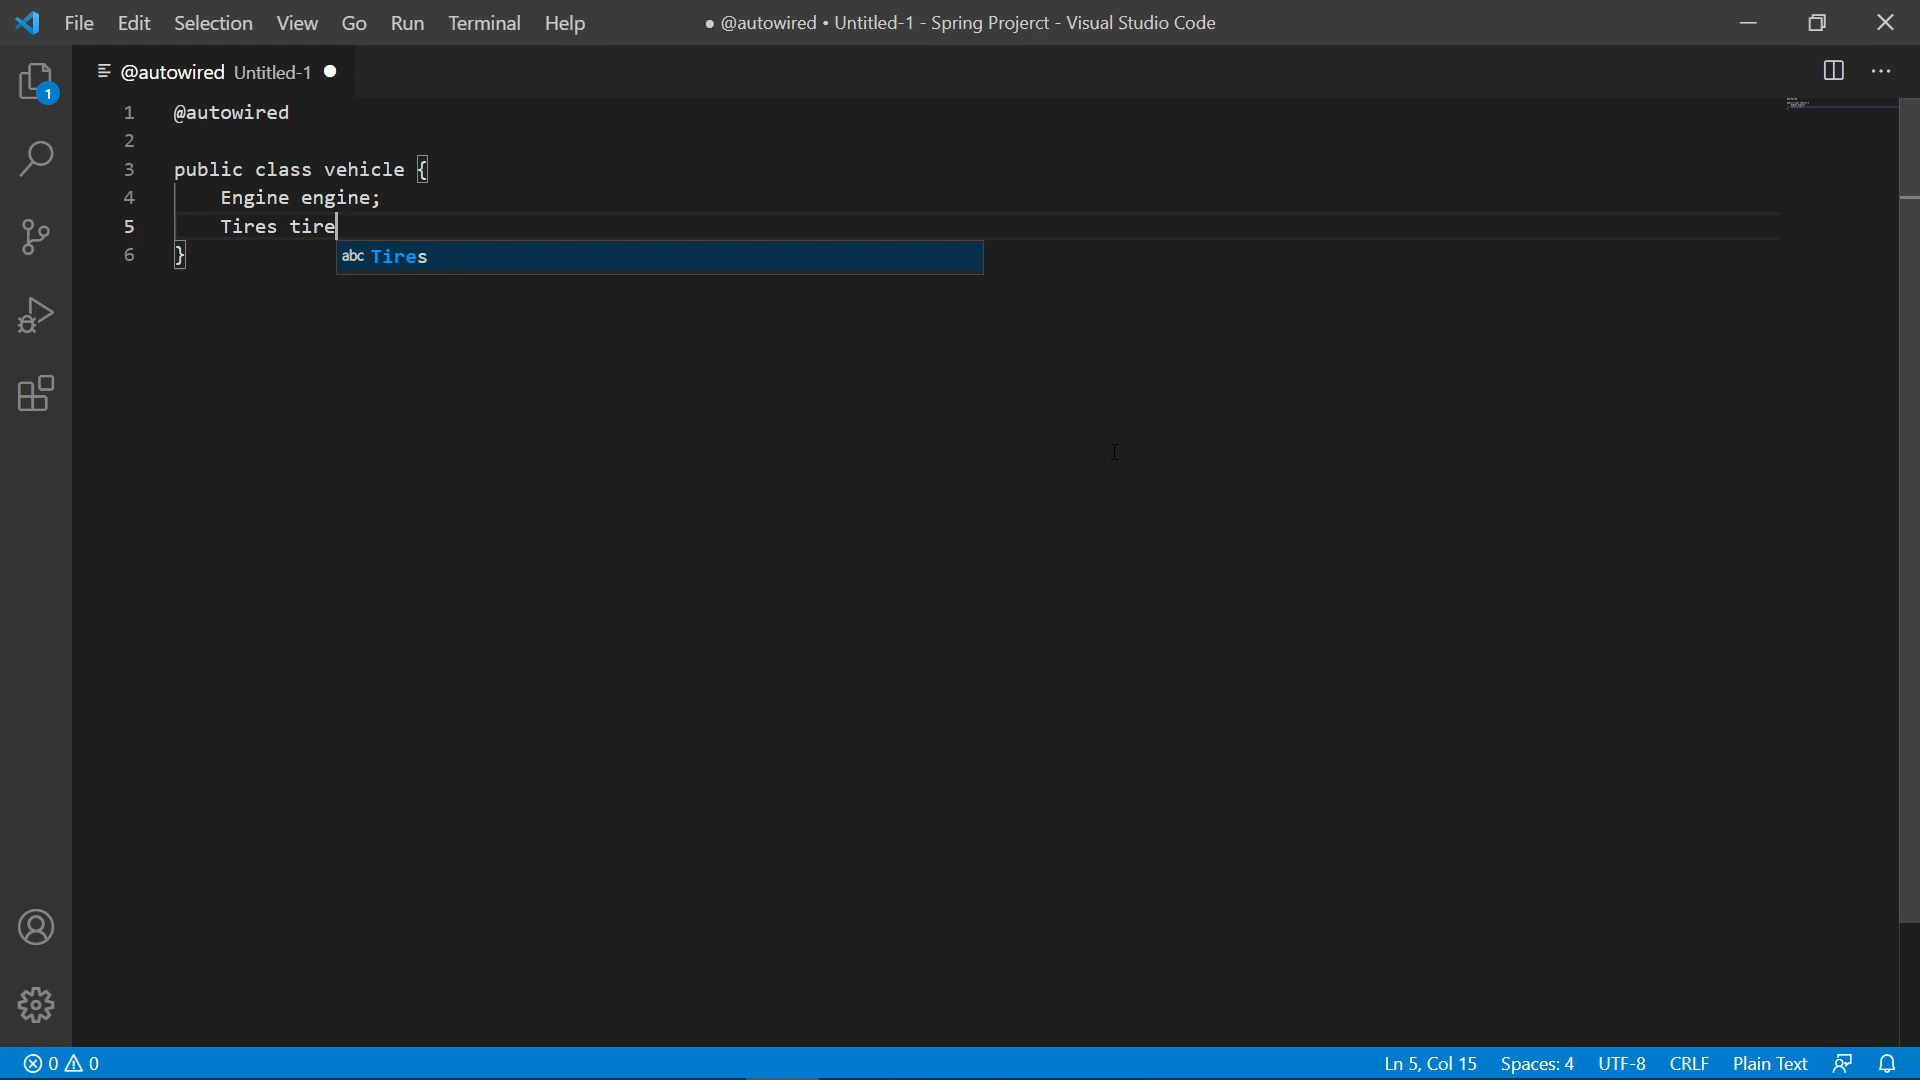 File Edit Selection View Go Run Terminal Help
● @autowired • Untitled-1 - Spring Projerct - Visual Studio Code
@autowired Untitled-1 ●
1
1 @autowired
2
3 public class vehicle {
4 Engine engine;
5 Tires tire
6 }
abc Tires
0 0
Ln 5, Col 15 Spaces: 4 UTF-8 CRLF Plain Text